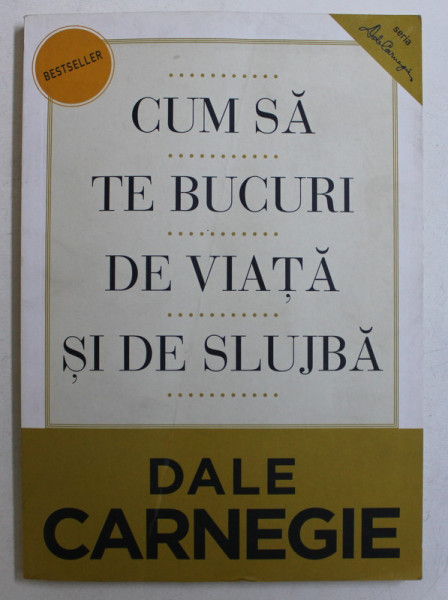 BESTSELLER
seria
Dale Carnegie
CUM SĂ
TE BUCURI
DE VIAȚĂ
ȘI DE SLUJBĂ
DALE
CARNEGIE